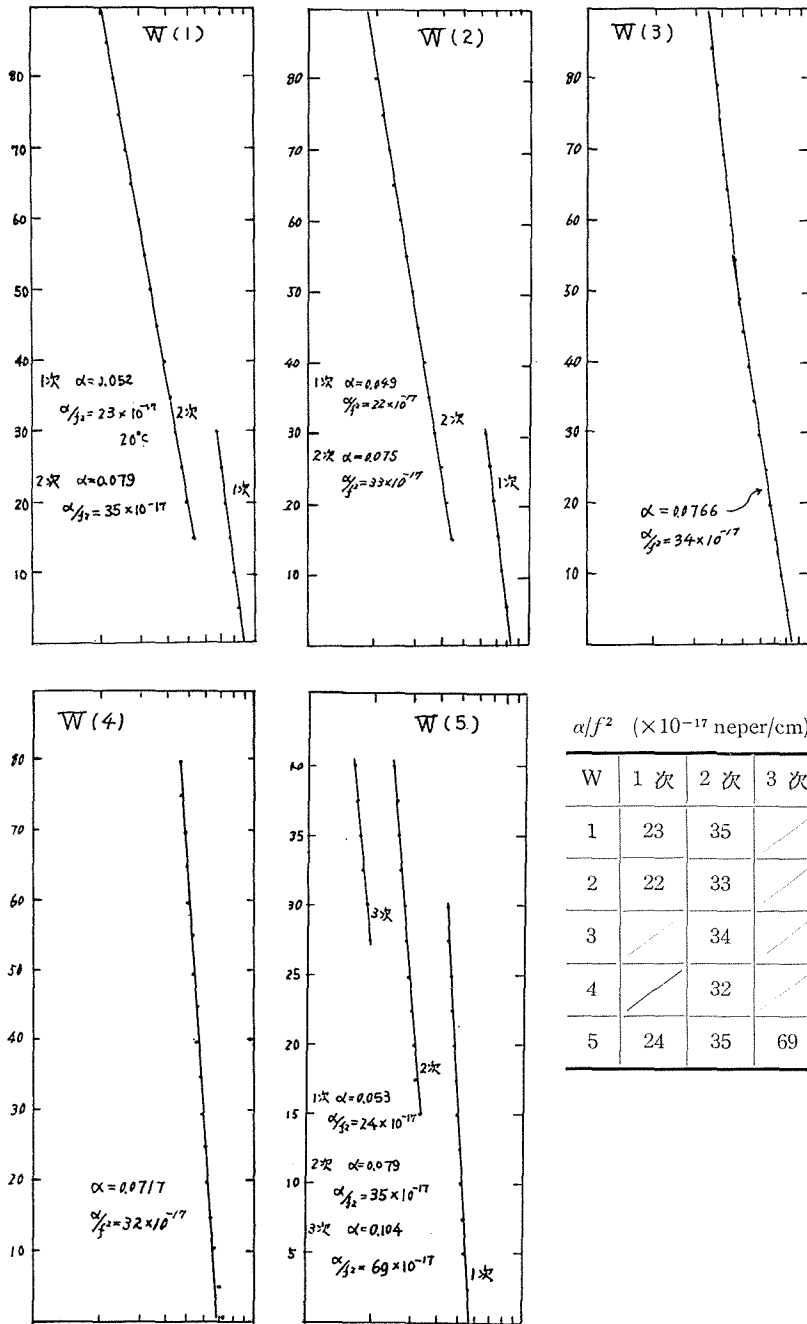 W(1)
80
70
60
50
40
30
20
10
1次 α=0.052
α/f² = 23×10⁻¹⁷
20°C
2次 α=0.079
α/f² = 35×10⁻¹⁷
2次
1次
W(2)
80
70
60
50
40
30
20
10
1次 α=0.049
α/f²=22×10⁻¹⁷
2次 α=0.075
α/f²=33×10⁻¹⁷
2次
1次
W(3)
80
70
60
50
40
30
20
10
α=0.0766
α/f²=34×10⁻¹⁷
W(4)
80
70
60
50
40
30
20
10
α=0.0717
α/f²=32×10⁻¹⁷
W(5)
40
35
30
25
20
15
10
5
3次
2次
1次 α=0.053
α/f²=24×10⁻¹⁷
2次 α=0.079
α/f²=35×10⁻¹⁷
3次 α=0.104
α/f²=69×10⁻¹⁷
1次
α/f² (×10⁻¹⁷ neper/cm)
W 1次 2次 3次
1 23 35
2 22 33
3 34
4 32
5 24 35 69